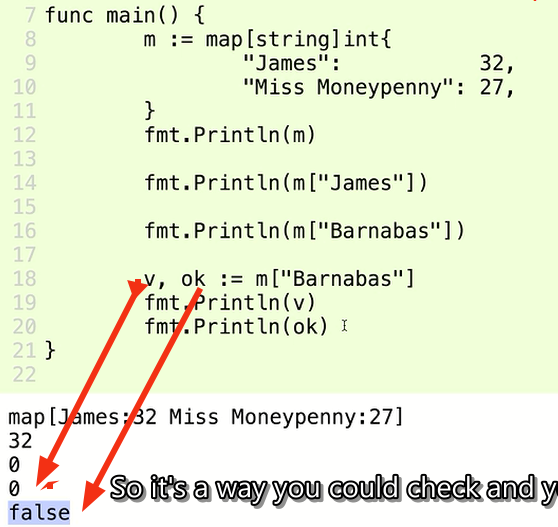 7 func main() {
8 m := map[string]int{
9 "James": 32,
10 "Miss Moneypenny": 27,
11 }
12 fmt.Println(m)
13
14 fmt.Println(m["James"])
15
16 fmt.Println(m["Barnabas"])
17
18 v, ok := m["Barnabas"]
19 fmt.Println(v)
20 fmt.Println(ok)
21 }
22
map[James:32 Miss Moneypenny:27]
32
0
0
So it's a way you could check and
false